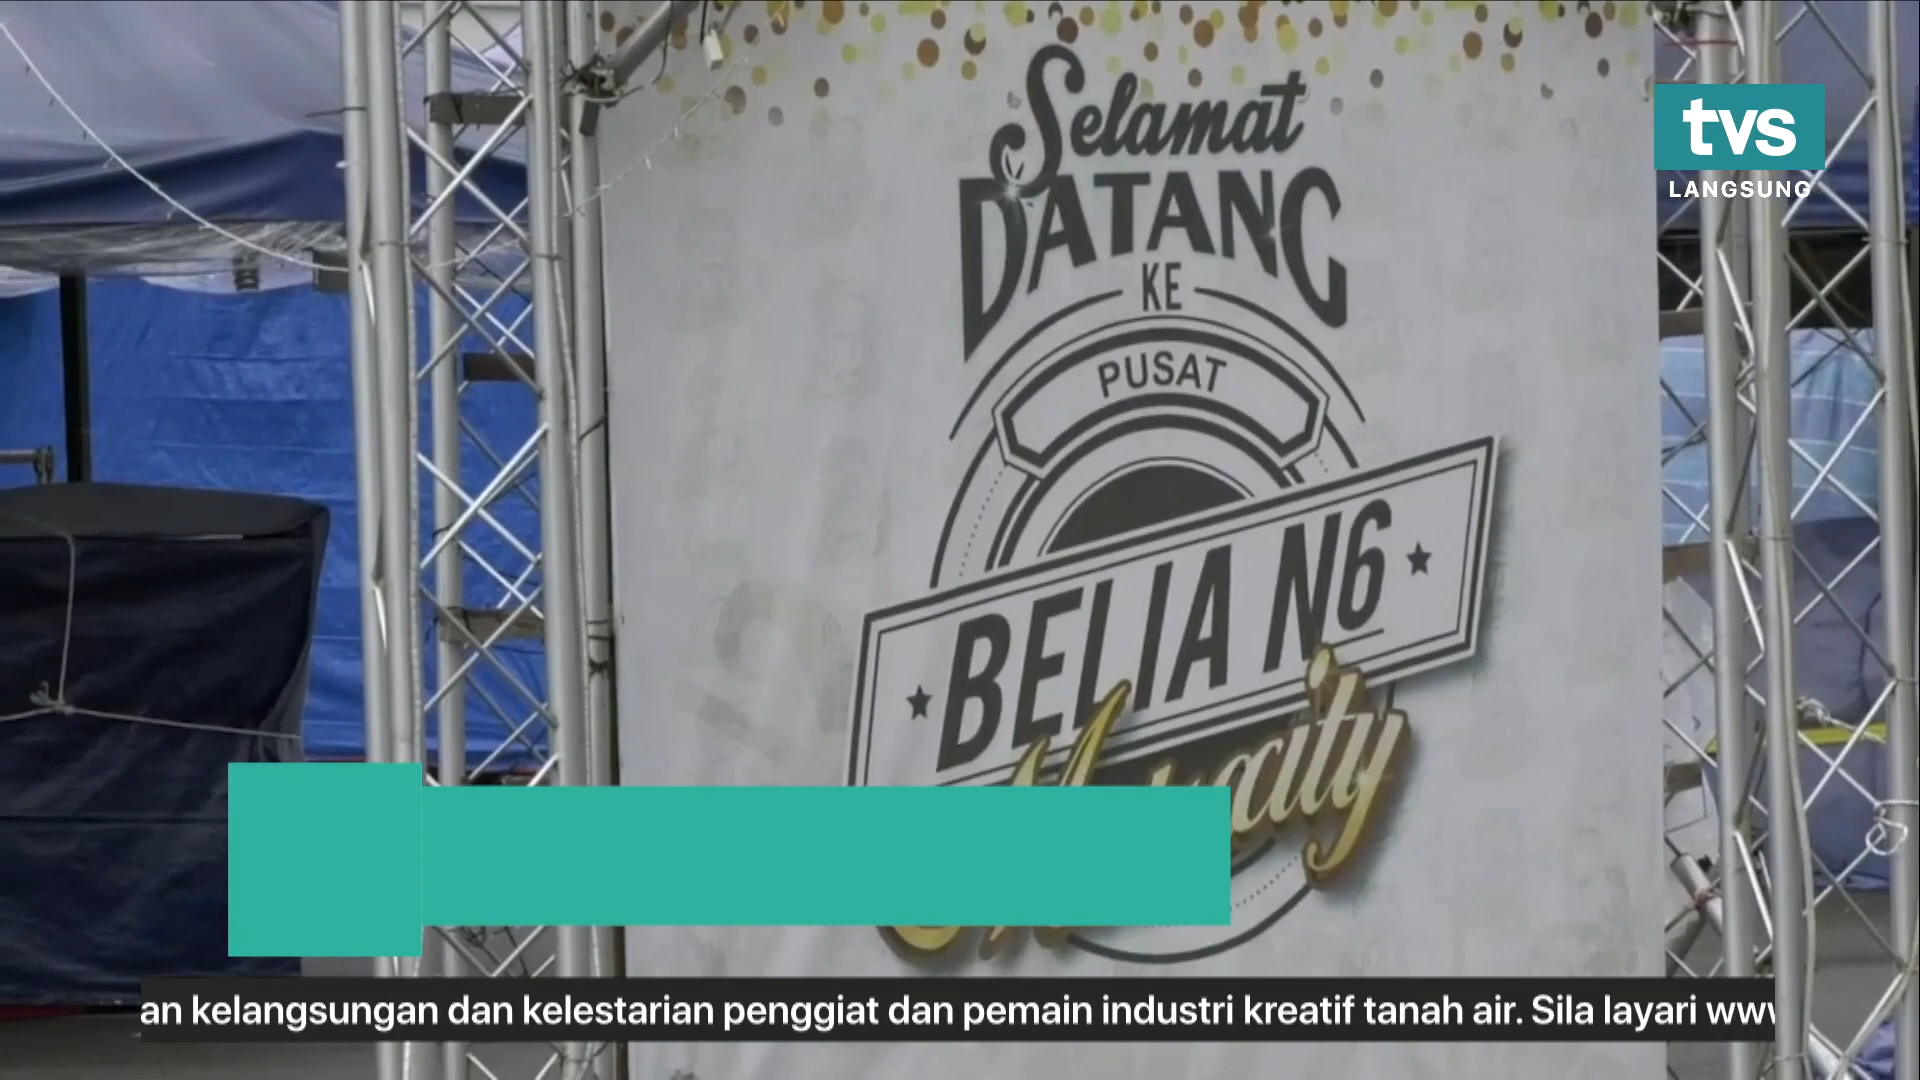 Selamat
DATANG
KE
PUSAT
BELIA N6
tvs
LANGSUNG
an kelangsungan dan kelestarian penggiat dan pemain industri kreatif tanah air. Sila layari www